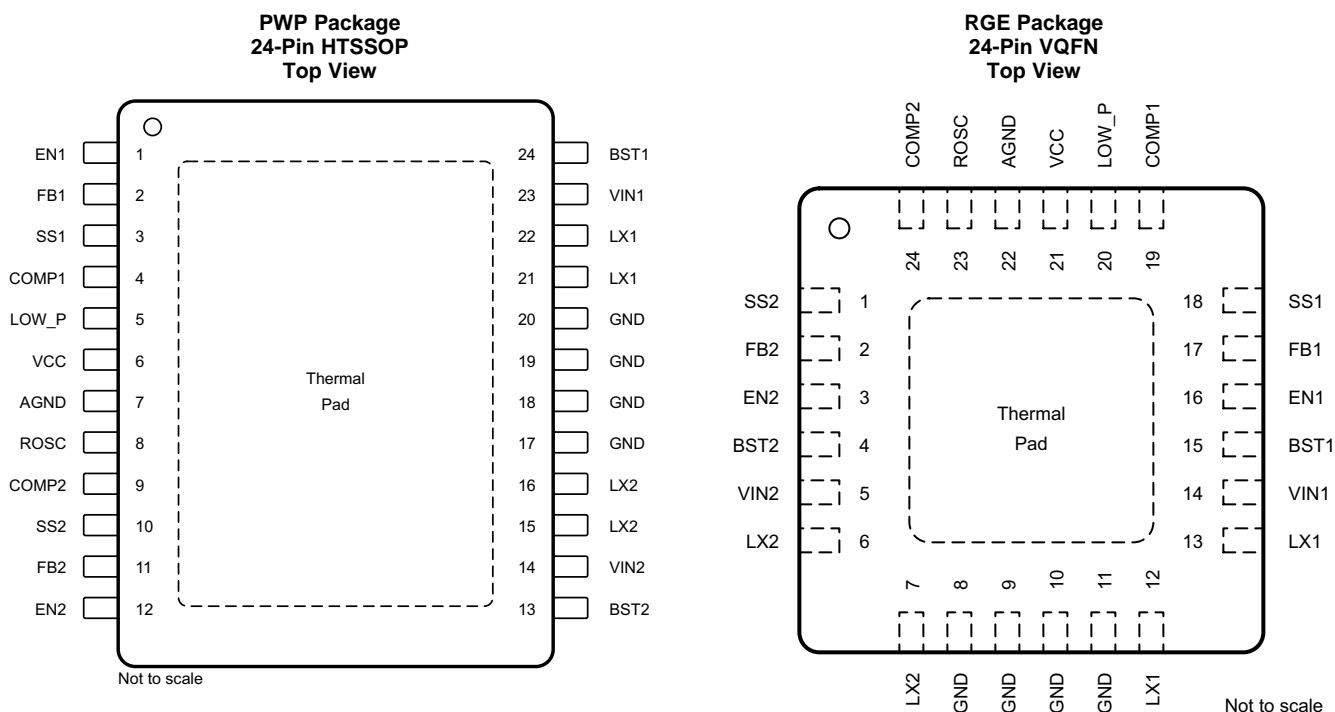 PWP Package
24-Pin HTSSOP
Top View
EN1 1
FB1 2
SS1 3
COMP1 4
LOW_P 5
VCC 6
AGND 7
ROSC 8
COMP2 9
SS2 10
FB2 11
EN2 12
Thermal
Pad
24 BST1
23 VIN1
22 LX1
21 LX1
20 GND
19 GND
18 GND
17 GND
16 LX2
15 LX2
14 VIN2
13 BST2
Not to scale
RGE Package
24-Pin VQFN
Top View
COMP2 ROSC AGND VCC LOW_P COMP1
24 23 22 21 20 19
SS2 1
FB2 2
EN2 3
BST2 4
VIN2 5
LX2 6
Thermal
Pad
18 SS1
17 FB1
16 EN1
15 BST1
14 VIN1
13 LX1
7 8 9 10 11 12
LX2 GND GND GND GND LX1
Not to scale